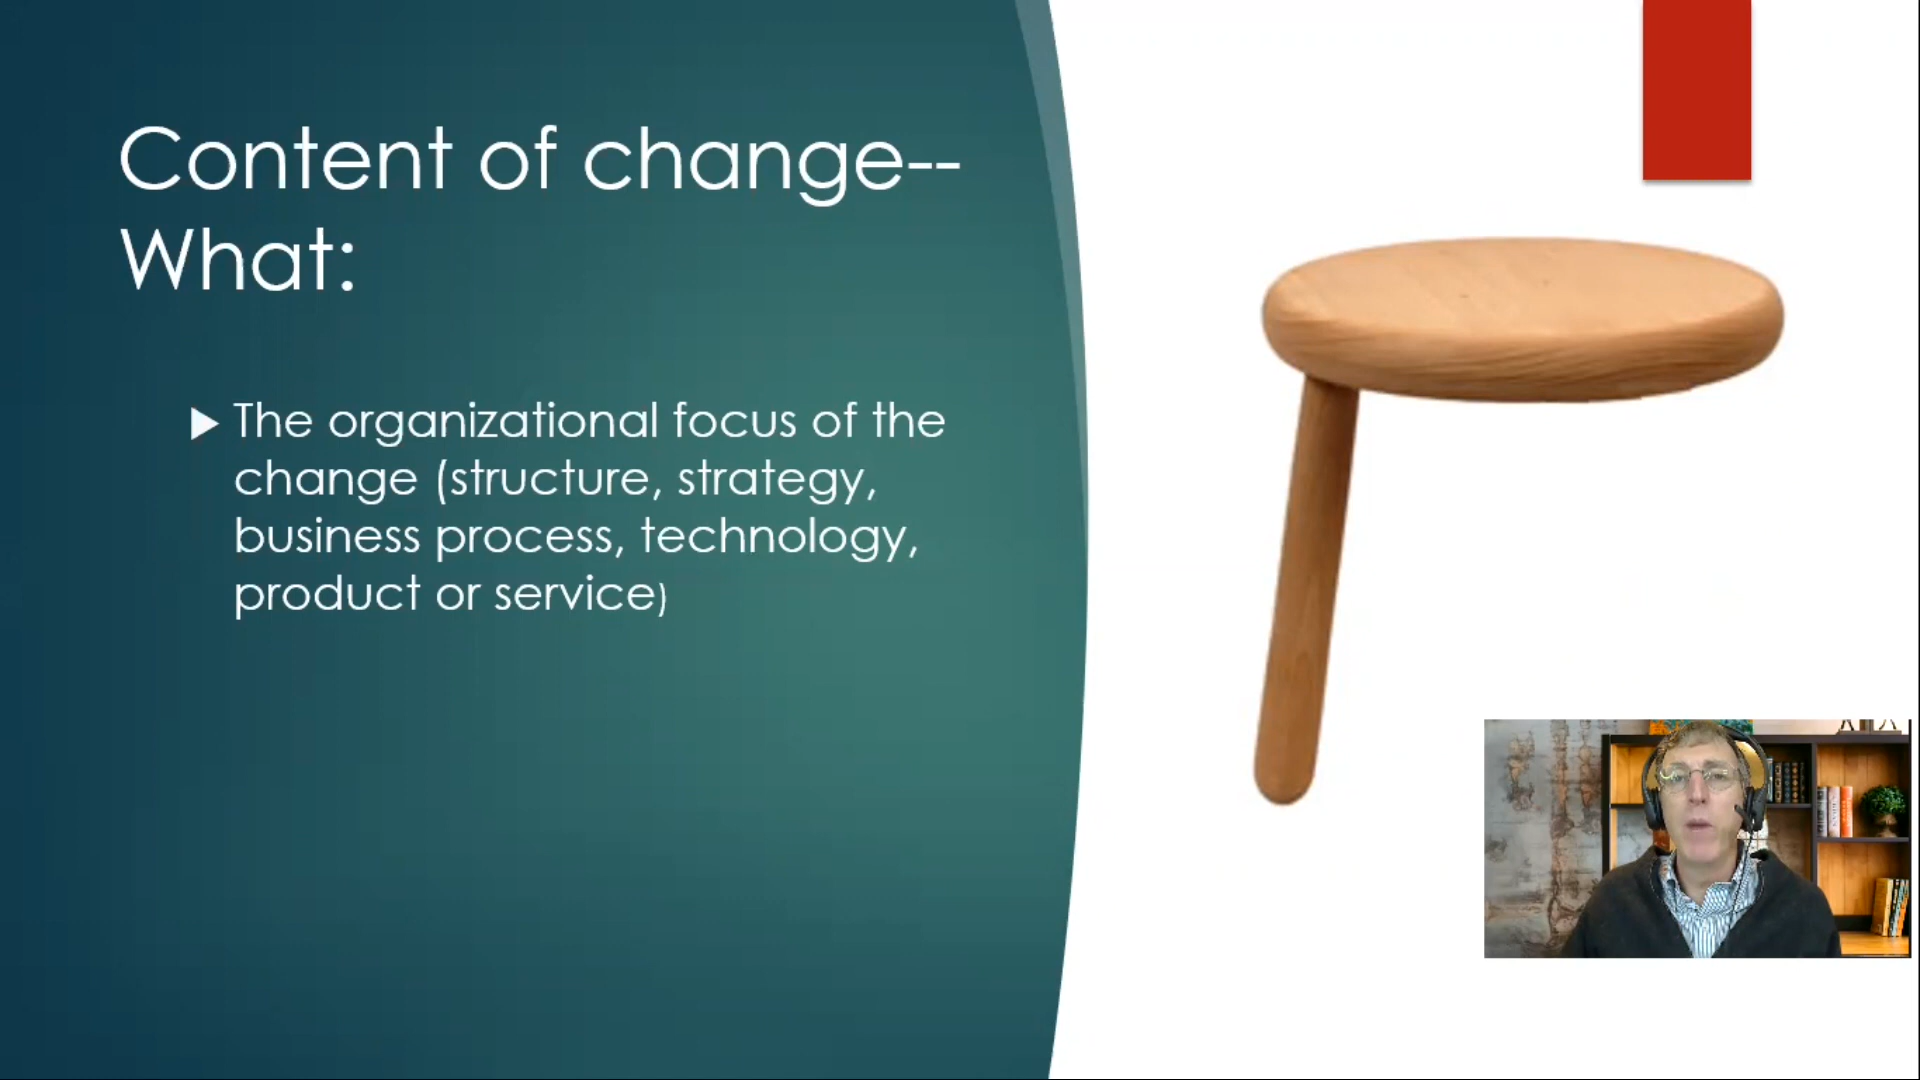 Content of change--
What:
The organizational focus of the
change (structure, strategy,
business process, technology,
product or service)